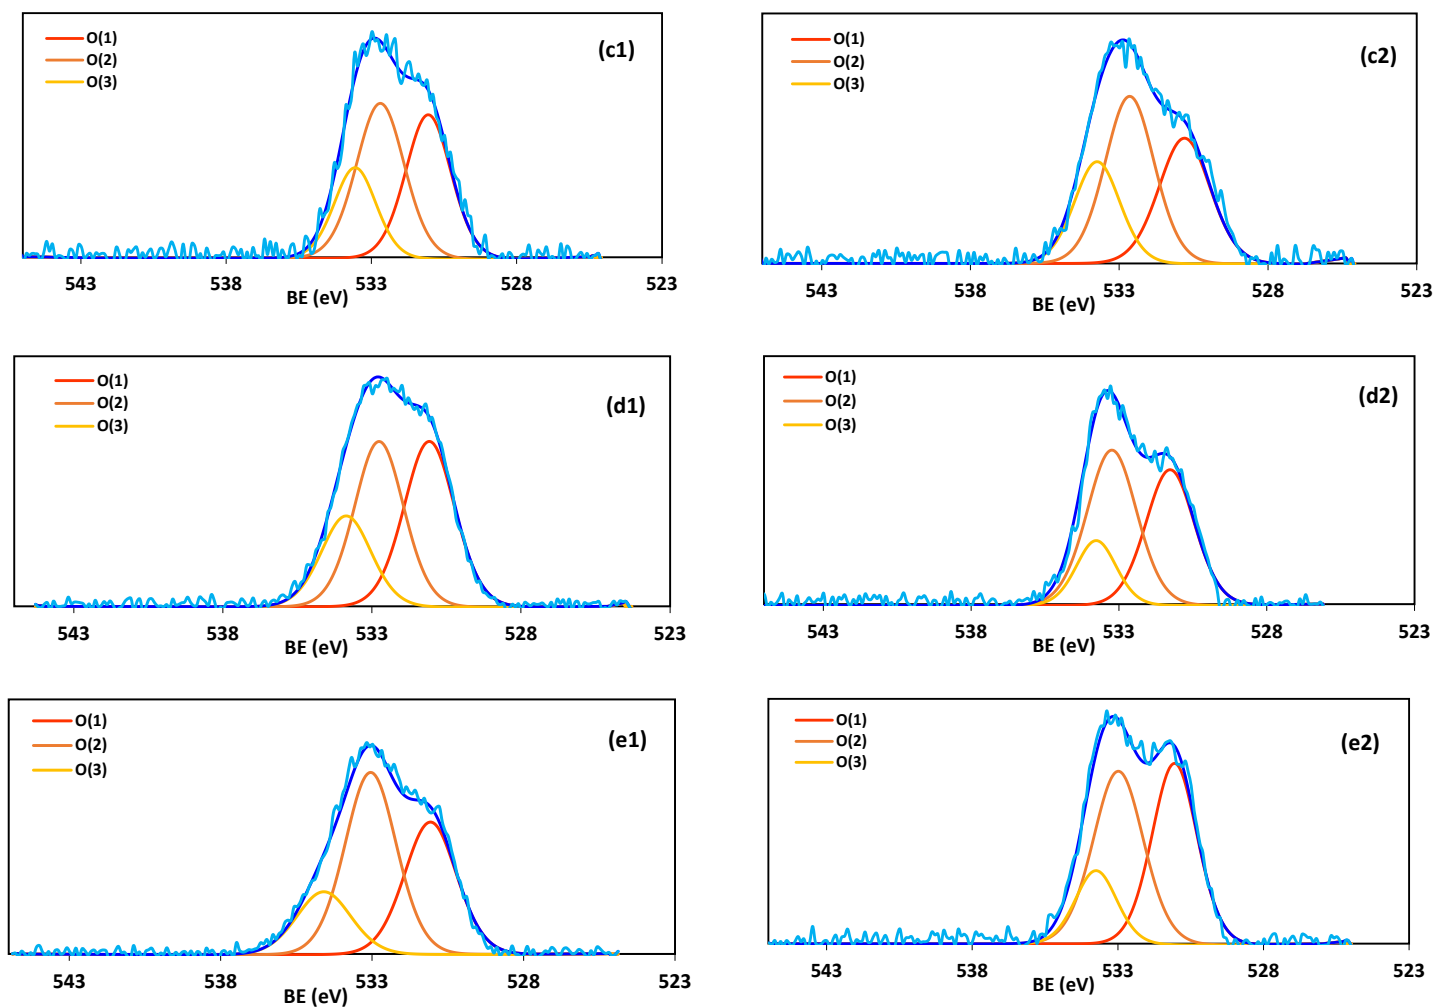 O(1)
O(2)
O(3)
(c1)
543 538 533 528 523
BE (eV)
O(1)
O(2)
O(3)
(c2)
543 538 533 528 523
BE (eV)
O(1)
O(2)
O(3)
(d1)
543 538 533 528 523
BE (eV)
O(1)
O(2)
O(3)
(d2)
543 538 533 528 523
BE (eV)
O(1)
O(2)
O(3)
(e1)
543 538 533 528 523
BE (eV)
O(1)
O(2)
O(3)
(e2)
543 538 533 528 523
BE (eV)